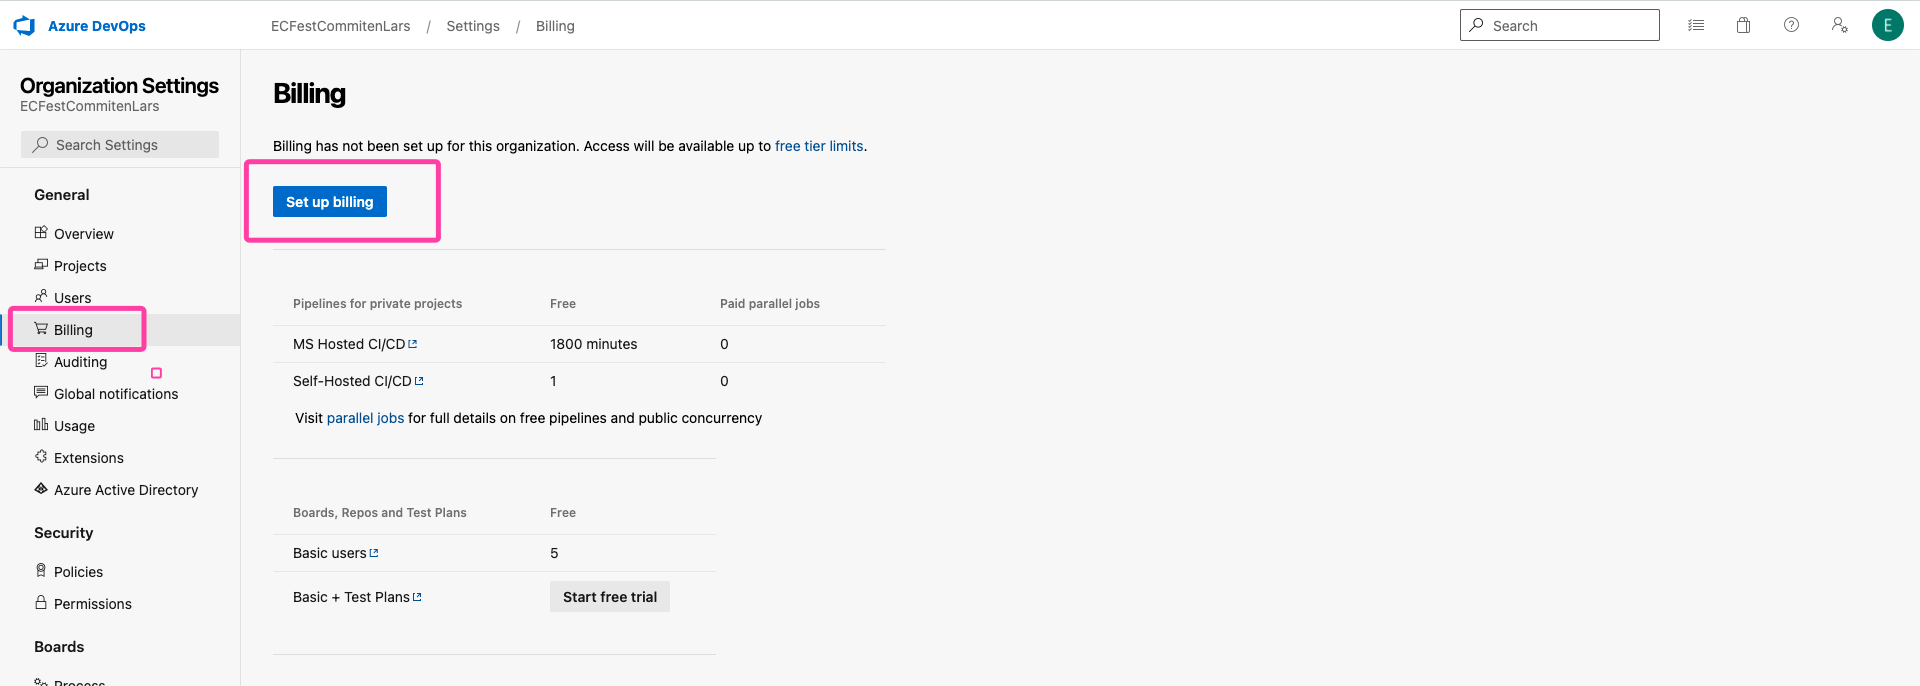 Azure DevOps
ECFestCommitenLars / Settings / Billing
Search
E
Organization Settings
ECFestCommitenLars
Search Settings
General
Overview
Projects
Users
Billing
Auditing
Global notifications
Usage
Extensions
Azure Active Directory
Security
Policies
Permissions
Boards
Process
Billing
Billing has not been set up for this organization. Access will be available up to free tier limits.
Set up billing
Pipelines for private projects Free Paid parallel jobs
MS Hosted CI/CD 1800 minutes 0
Self-Hosted CI/CD 1 0
Visit parallel jobs for full details on free pipelines and public concurrency
Boards, Repos and Test Plans Free
Basic users 5
Basic + Test Plans Start free trial